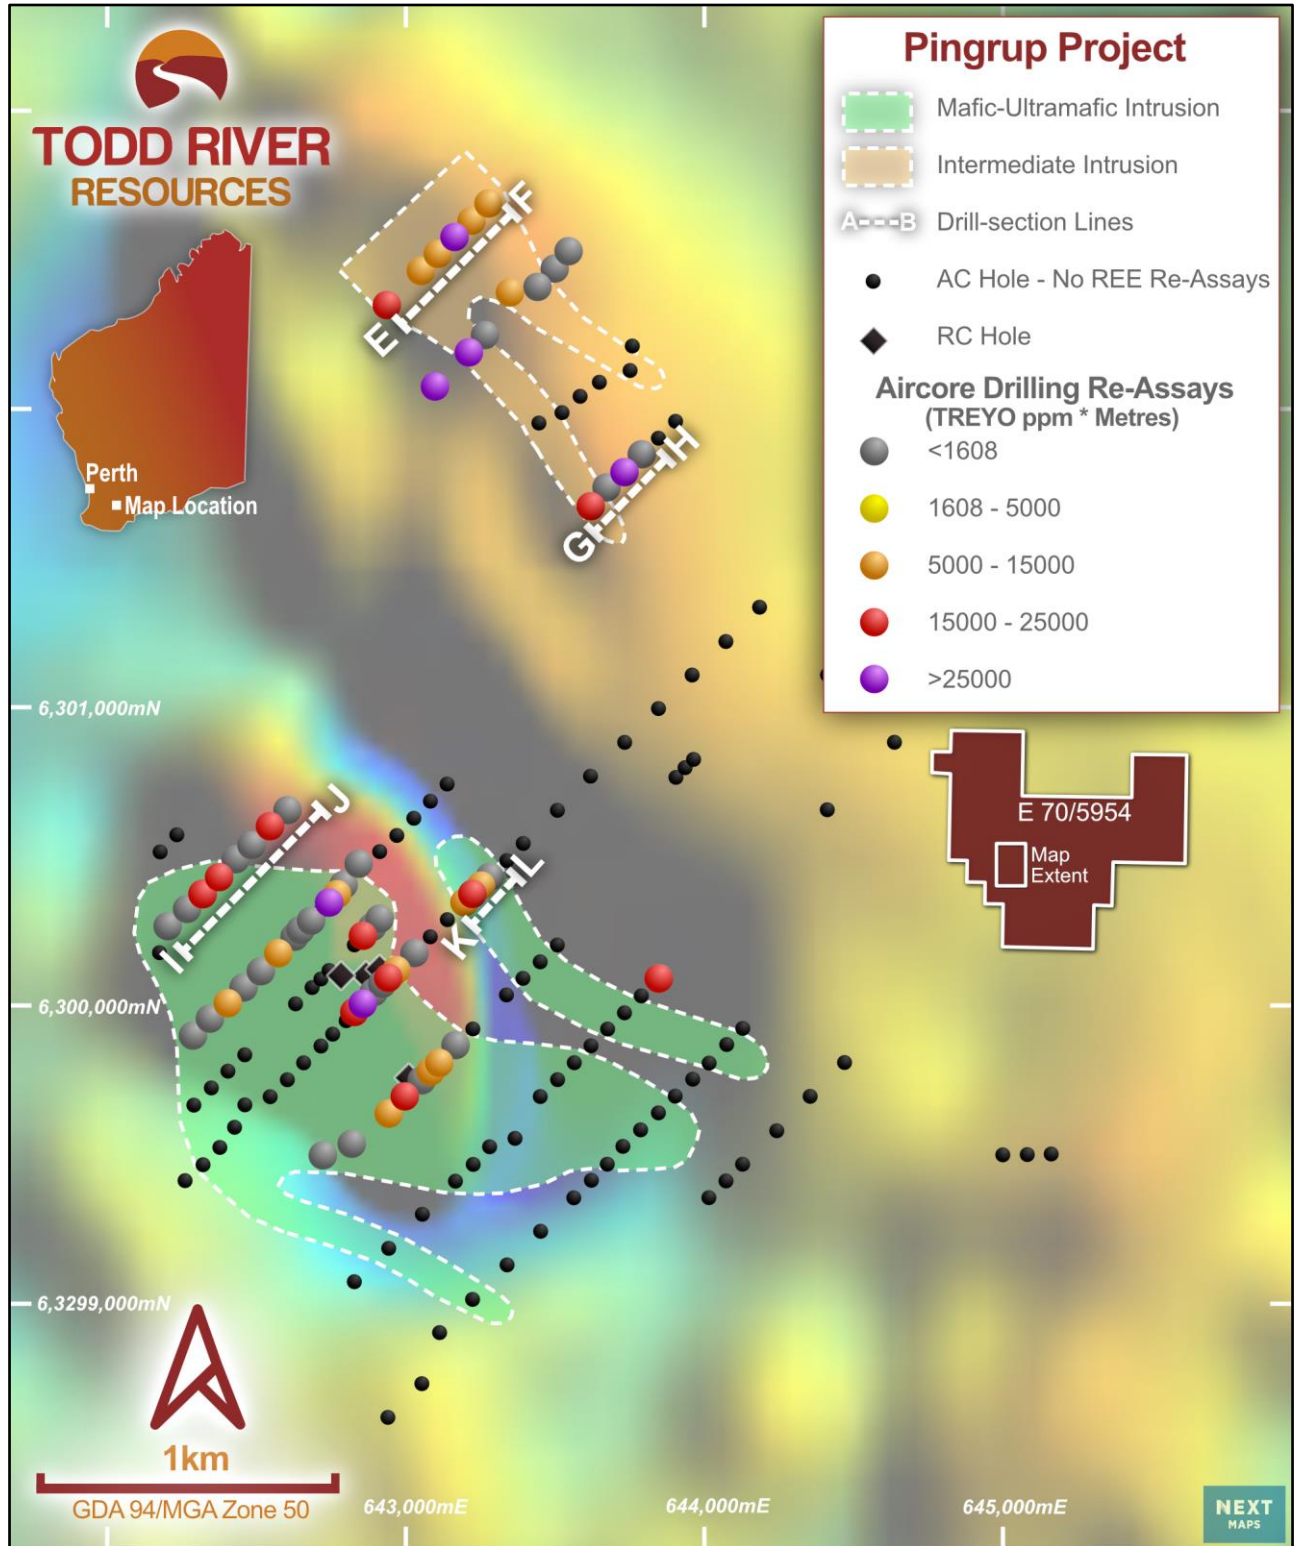 TODD RIVER
RESOURCES
Perth
Map Location
Pingrup Project
Mafic-Ultramafic Intrusion
Intermediate Intrusion
A---B Drill-section Lines
AC Hole - No REE Re-Assays
RC Hole
Aircore Drilling Re-Assays
(TREYO ppm * Metres)
<1608
1608 - 5000
5000 - 15000
15000 - 25000
>25000
E
F
G
H
6,301,000mN
E 70/5954
Map
Extent
I
J
K
L
6,300,000mN
6,3299,000mN
1km
GDA 94/MGA Zone 50
643,000mE
644,000mE
645,000mE
NEXT
MAPS